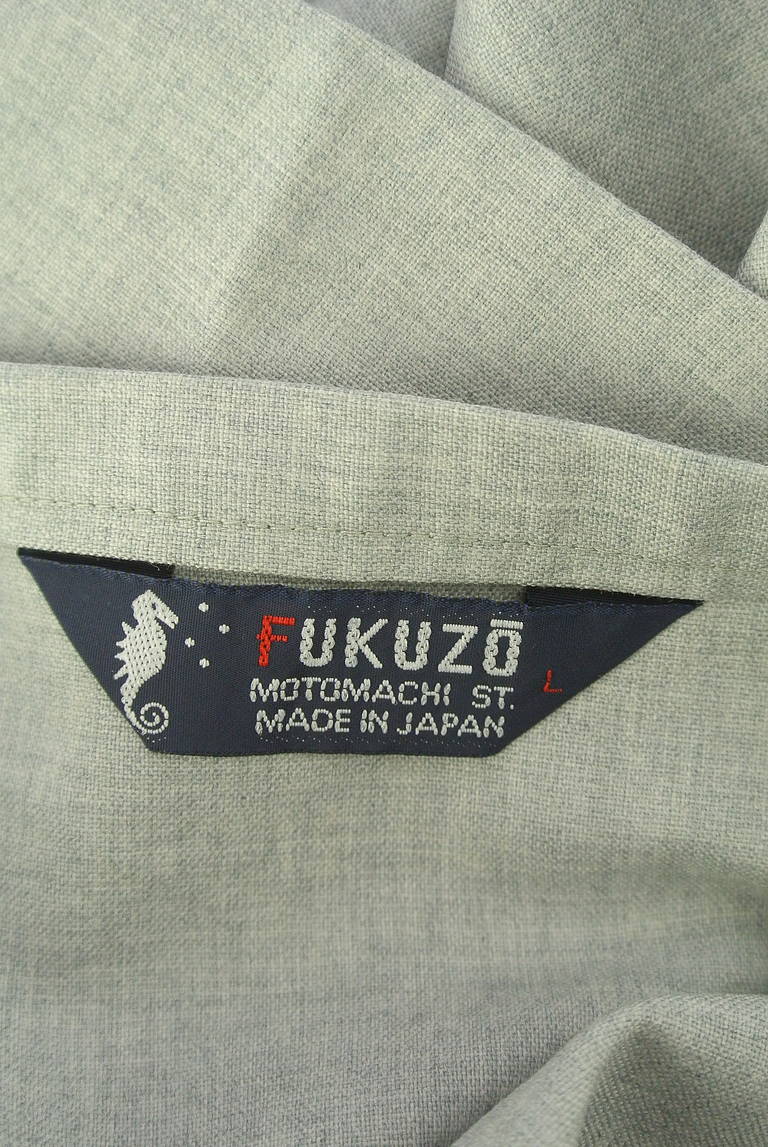 FUKUZŌ
MOTOMACHI ST.
MADE IN JAPAN
L